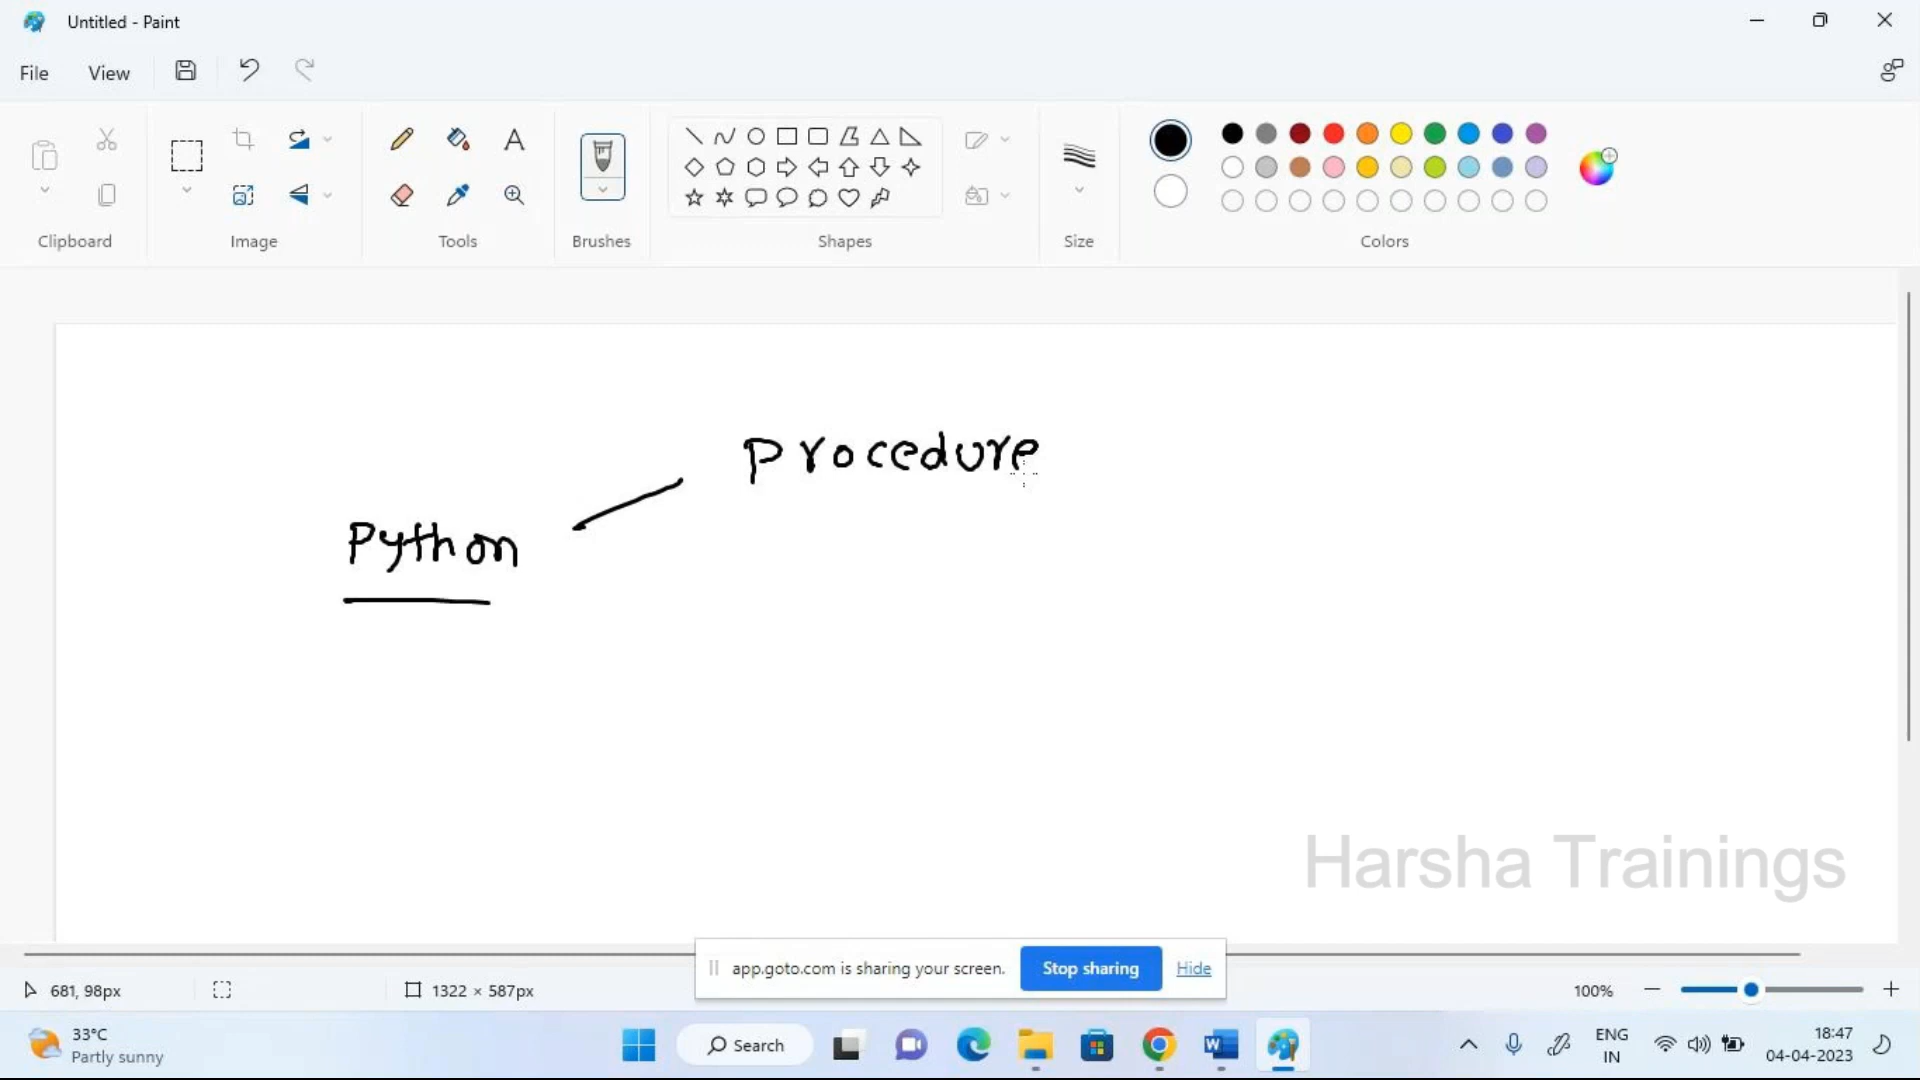 Untitled - Paint
File View
Clipboard Image Tools Brushes Shapes Size Colors
Procedure
Python
Harsha Trainings
app.goto.com is sharing your screen. Stop sharing Hide
681, 98px 1322 × 587px 100%
33°C
Partly sunny
Search
ENG
IN
18:47
04-04-2023